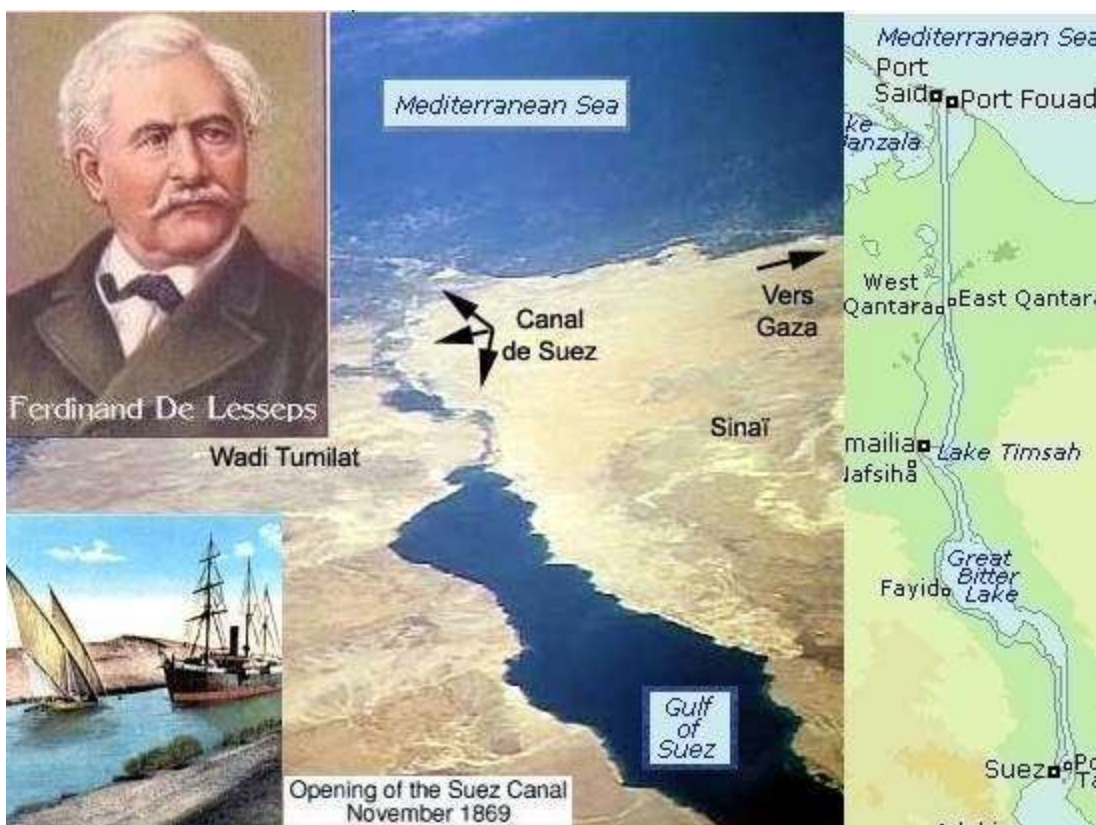 Ferdinand De Lesseps
Mediterranean Sea
Canal
de Suez
Vers
Gaza
Wadi Tumilat
Sinaï
Gulf
of
Suez
Opening of the Suez Canal
November 1869
Mediterranean Sea
Port
Said
Port Fouad
West
Qantara
East Qantara
Lake Timsah
Great
Bitter
Lake
Fayid
Suez